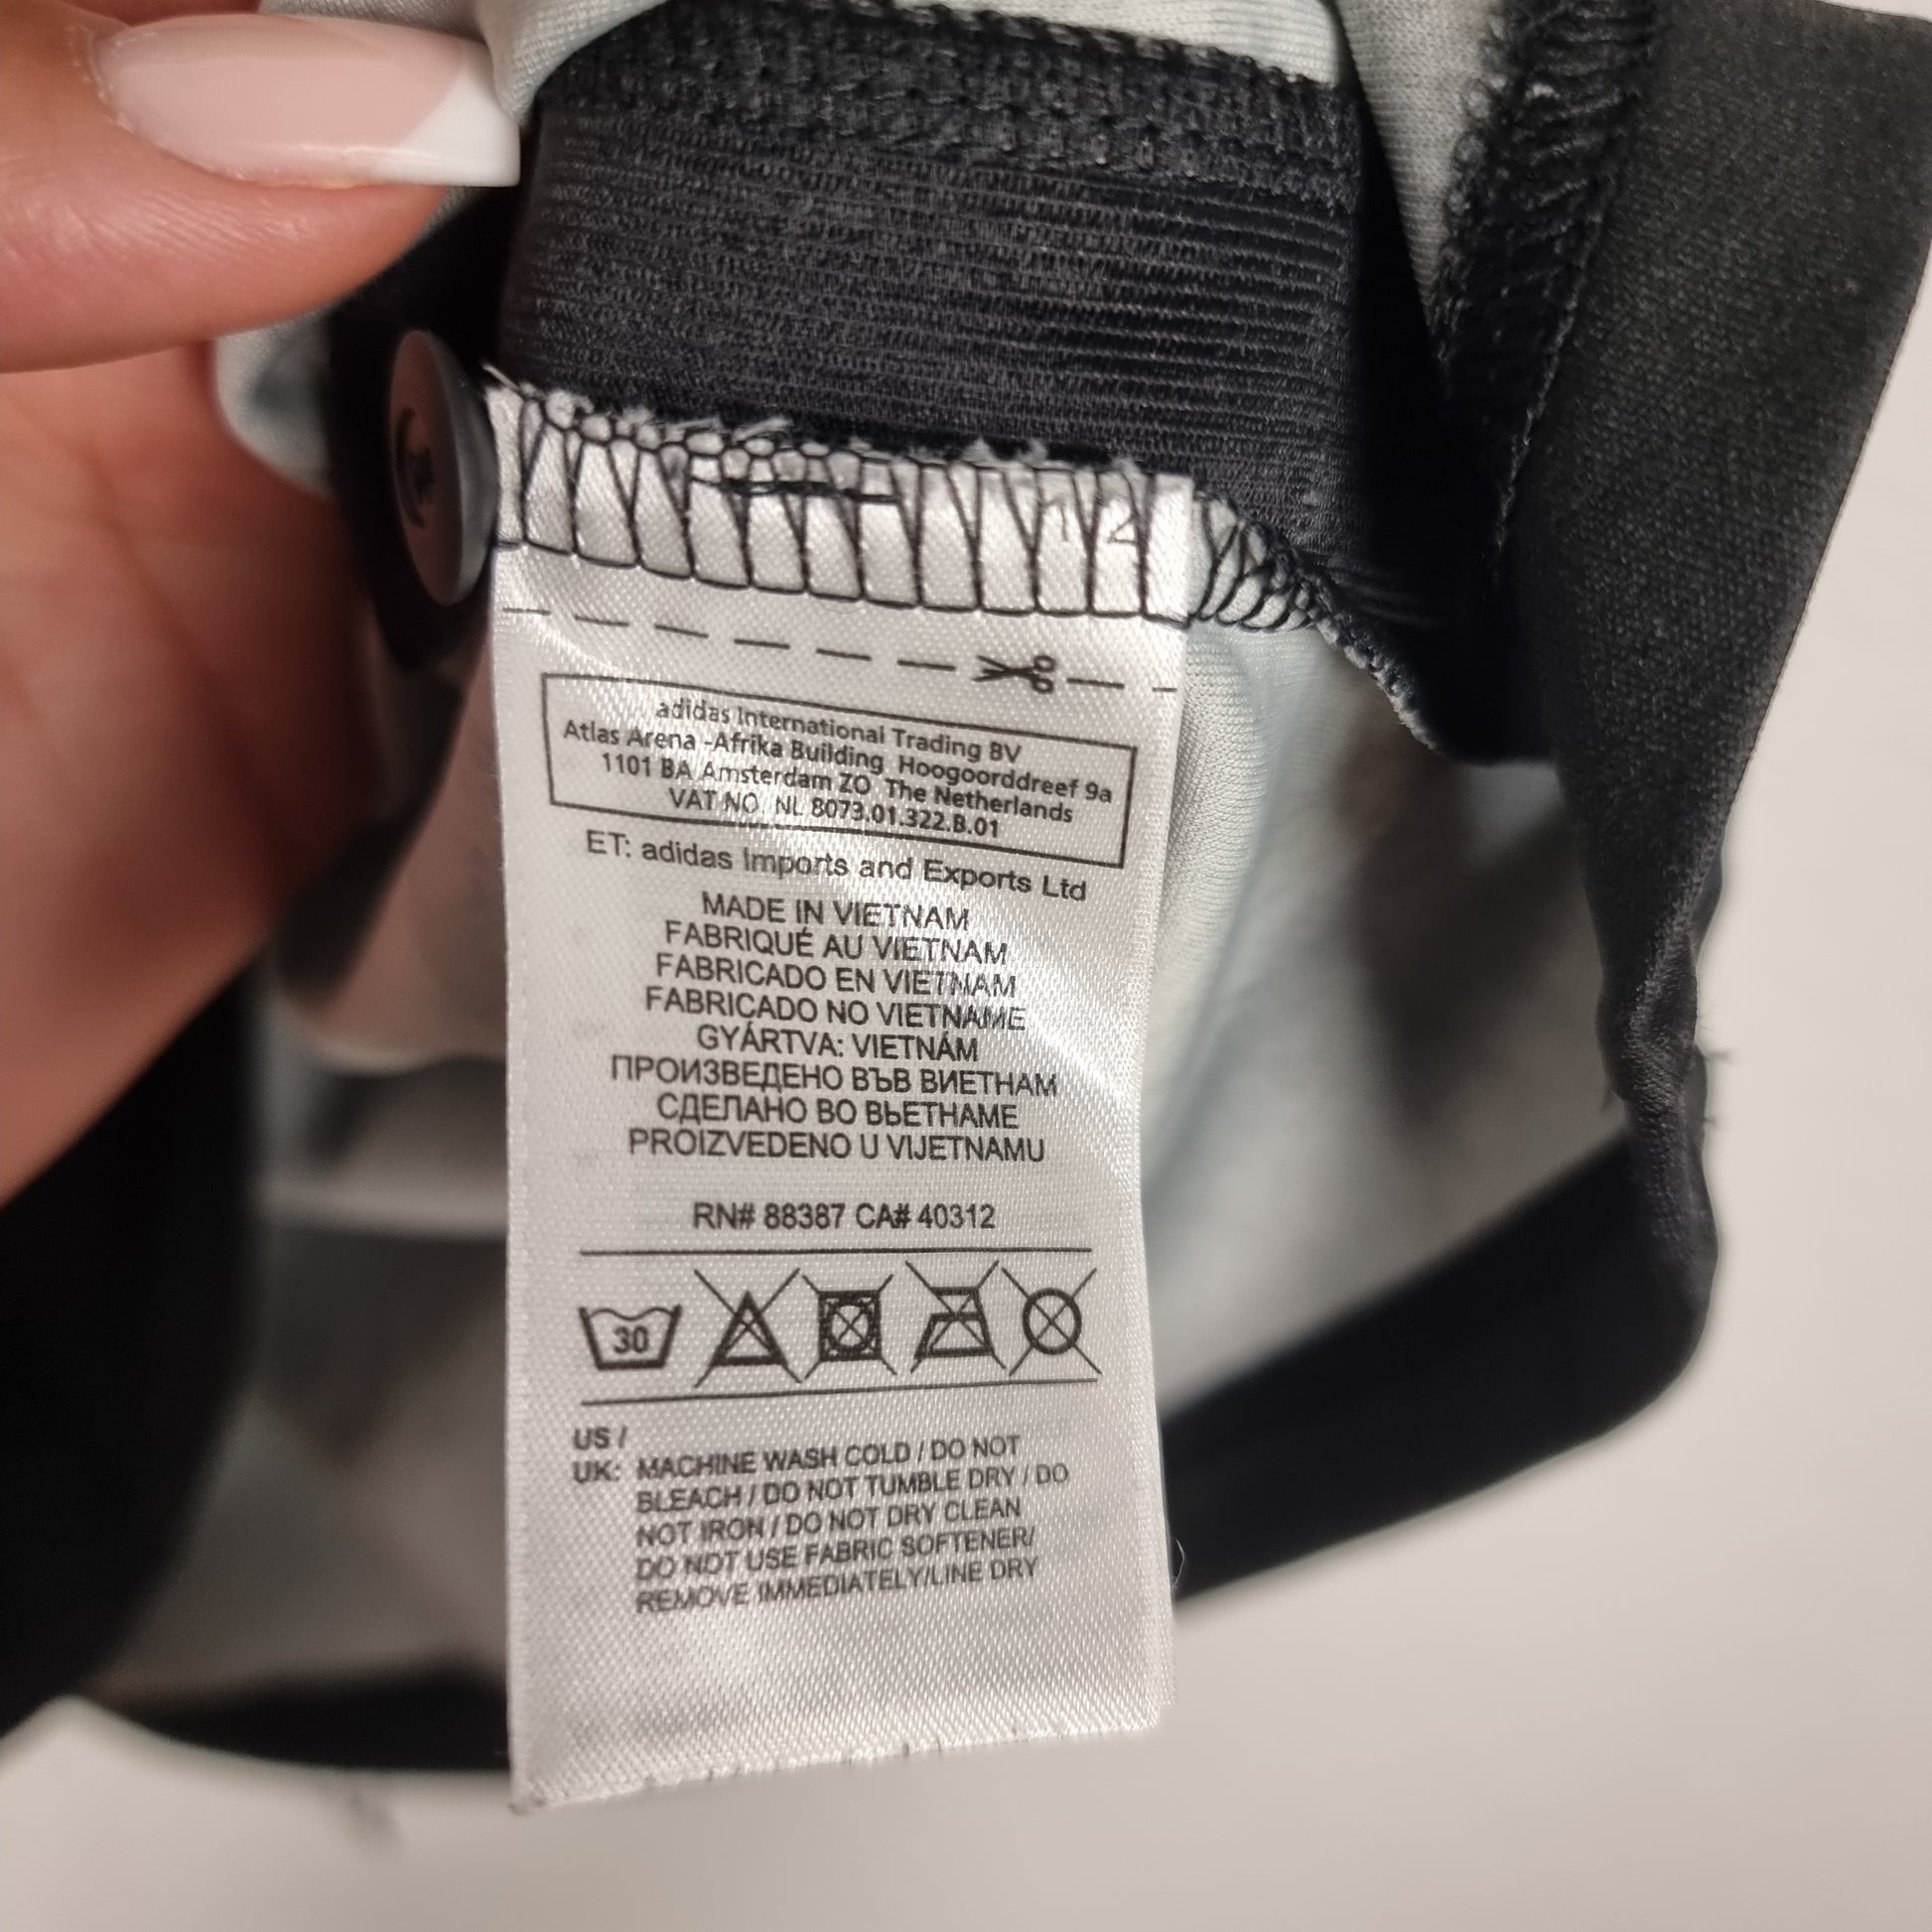 12
adidas International Trading BV
Atlas Arena -Afrika Building Hoogoorddreef 9a
1101 BA Amsterdam ZO The Netherlands
VAT NO. NL 8073.01.322.B.01
ET: adidas Imports and Exports Ltd
MADE IN VIETNAM
FABRIQUÉ AU VIETNAM
FABRICADO EN VIETNAM
FABRICADO NO VIETNAME
GYÁRTVA: VIETNÁM
ПРОИЗВЕДЕНО ВЪВ ВИЕТНАМ
СДЕЛАНО ВО ВЬЕТНАМЕ
PROIZVEDENO U VIJETNAMU
RN# 88387 CA# 40312
30
US /
UK: MACHINE WASH COLD / DO NOT
BLEACH / DO NOT TUMBLE DRY / DO
NOT IRON / DO NOT DRY CLEAN
DO NOT USE FABRIC SOFTENER/
REMOVE IMMEDIATELY/LINE DRY